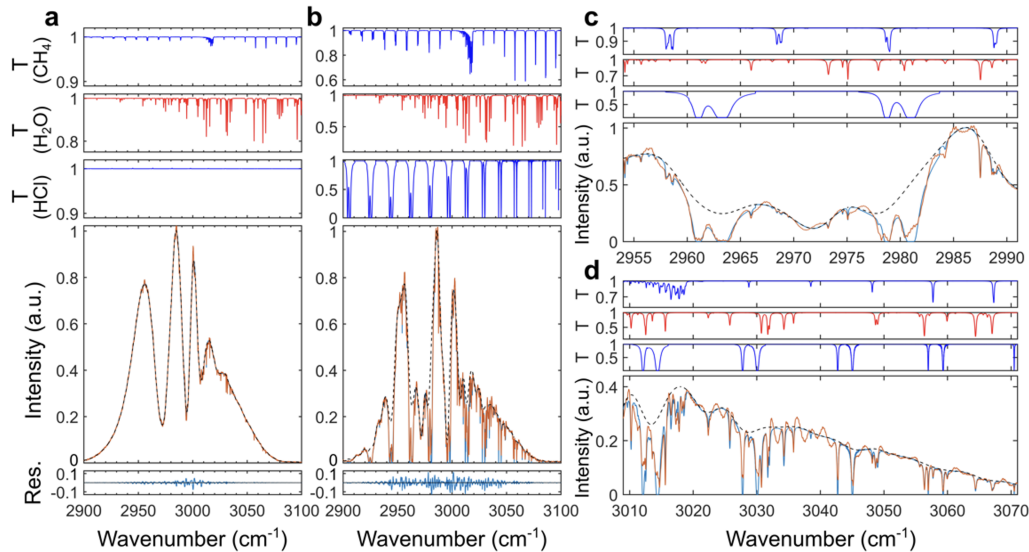 a
T
(CH₄)
1
0.9
T
(H₂O)
1
0.8
T
(HCl)
1
0.9
Intensity (a.u.)
1
0.8
0.6
0.4
0.2
0
Res.
0.1
-0.1
2900 2950 3000 3050 3100
Wavenumber (cm⁻¹)
b
1
0.8
0.6
1
0.5
1
0.5
0
1
0.8
0.6
0.4
0.2
0
0.1
-0.1
2900 2950 3000 3050 3100
Wavenumber (cm⁻¹)
c
T
1
0.9
T
1
0.7
T
1
0.5
Intensity (a.u.)
1
0.5
0
2955 2960 2965 2970 2975 2980 2985 2990
d
T
1
0.7
T
1
0.5
T
1
0.5
Intensity (a.u.)
0.4
0.2
0
3010 3020 3030 3040 3050 3060 3070
Wavenumber (cm⁻¹)